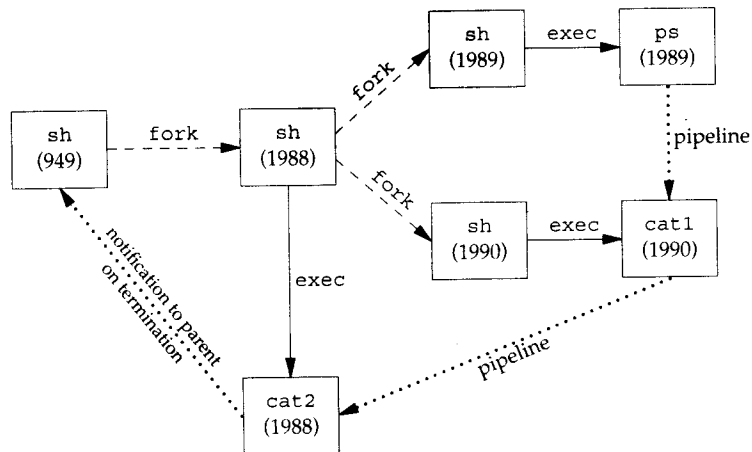 sh
(1989)
exec
ps
(1989)
fork
sh
(949)
fork
sh
(1988)
pipeline
fork
sh
(1990)
exec
cat1
(1990)
notification to parent
on termination
exec
pipeline
cat2
(1988)